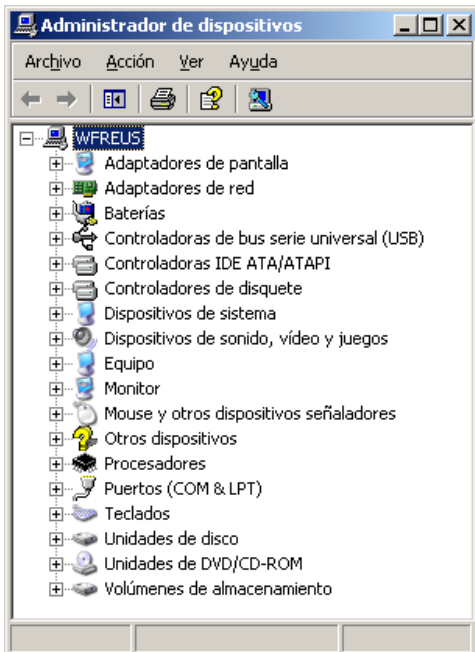 Administrador de dispositivos
Archivo Acción Ver Ayuda
WFREUS
Adaptadores de pantalla
Adaptadores de red
Baterías
Controladoras de bus serie universal (USB)
Controladoras IDE ATA/ATAPI
Controladores de disquete
Dispositivos de sistema
Dispositivos de sonido, vídeo y juegos
Equipo
Monitor
Mouse y otros dispositivos señaladores
Otros dispositivos
Procesadores
Puertos (COM & LPT)
Teclados
Unidades de disco
Unidades de DVD/CD-ROM
Volúmenes de almacenamiento